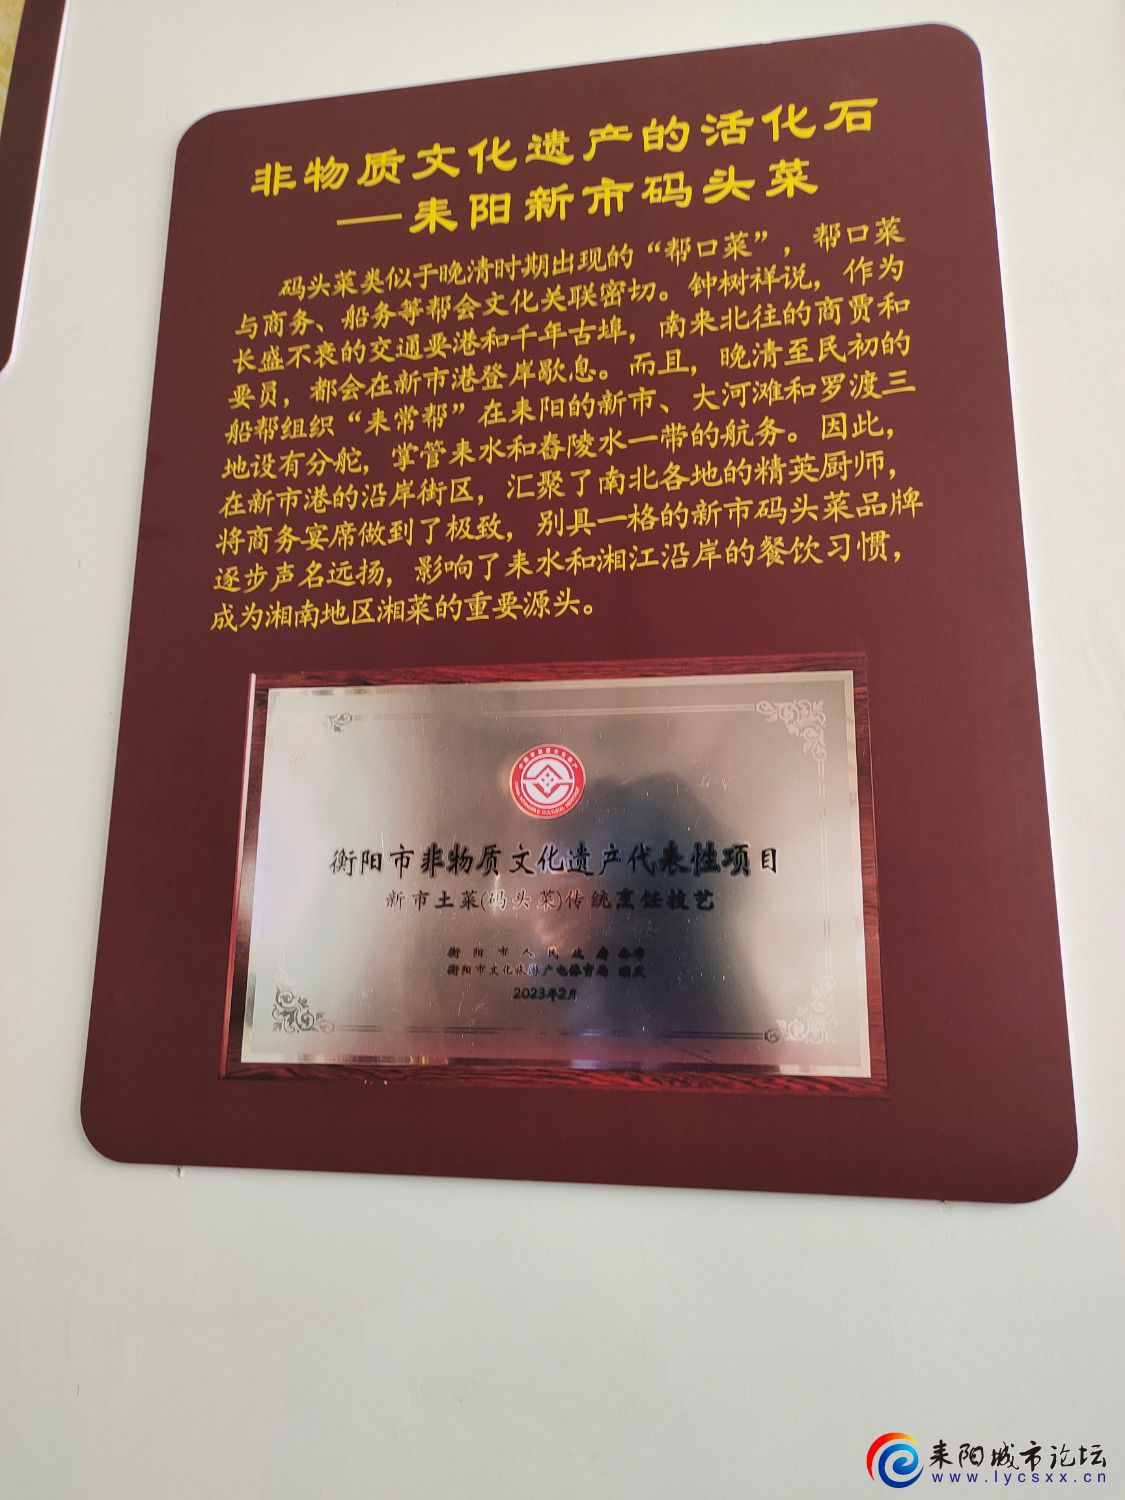 非物质文化遗产的活化石
—耒阳新市码头菜
码头菜类似于晚清时期出现的“帮口菜”，帮口菜
与商务、船务等帮会文化关联密切。钟树祥说，作为
长盛不衰的交通要港和千年古埠，南来北往的商贾和
要员，都会在新市港登岸歇息。而且，晚清至民初的
船帮组织“耒常帮”在耒阳的新市、大河滩和罗渡三
地设有分舵，掌管耒水和舂陵水一带的航务。因此，
在新市港的沿岸街区，汇聚了南北各地的精英厨师，
将商务宴席做到了极致，别具一格的新市码头菜品牌
逐步声名远扬，影响了耒水和湘江沿岸的餐饮习惯，
成为湘南地区湘菜的重要源头。
衡阳市非物质文化遗产代表性项目
新市土菜(码头菜)传统烹饪技艺
衡阳市人民政府 公布
衡阳市文化旅游广电体育局 颁发
2023年2月
耒阳城市论坛
www.lycsxx.cn